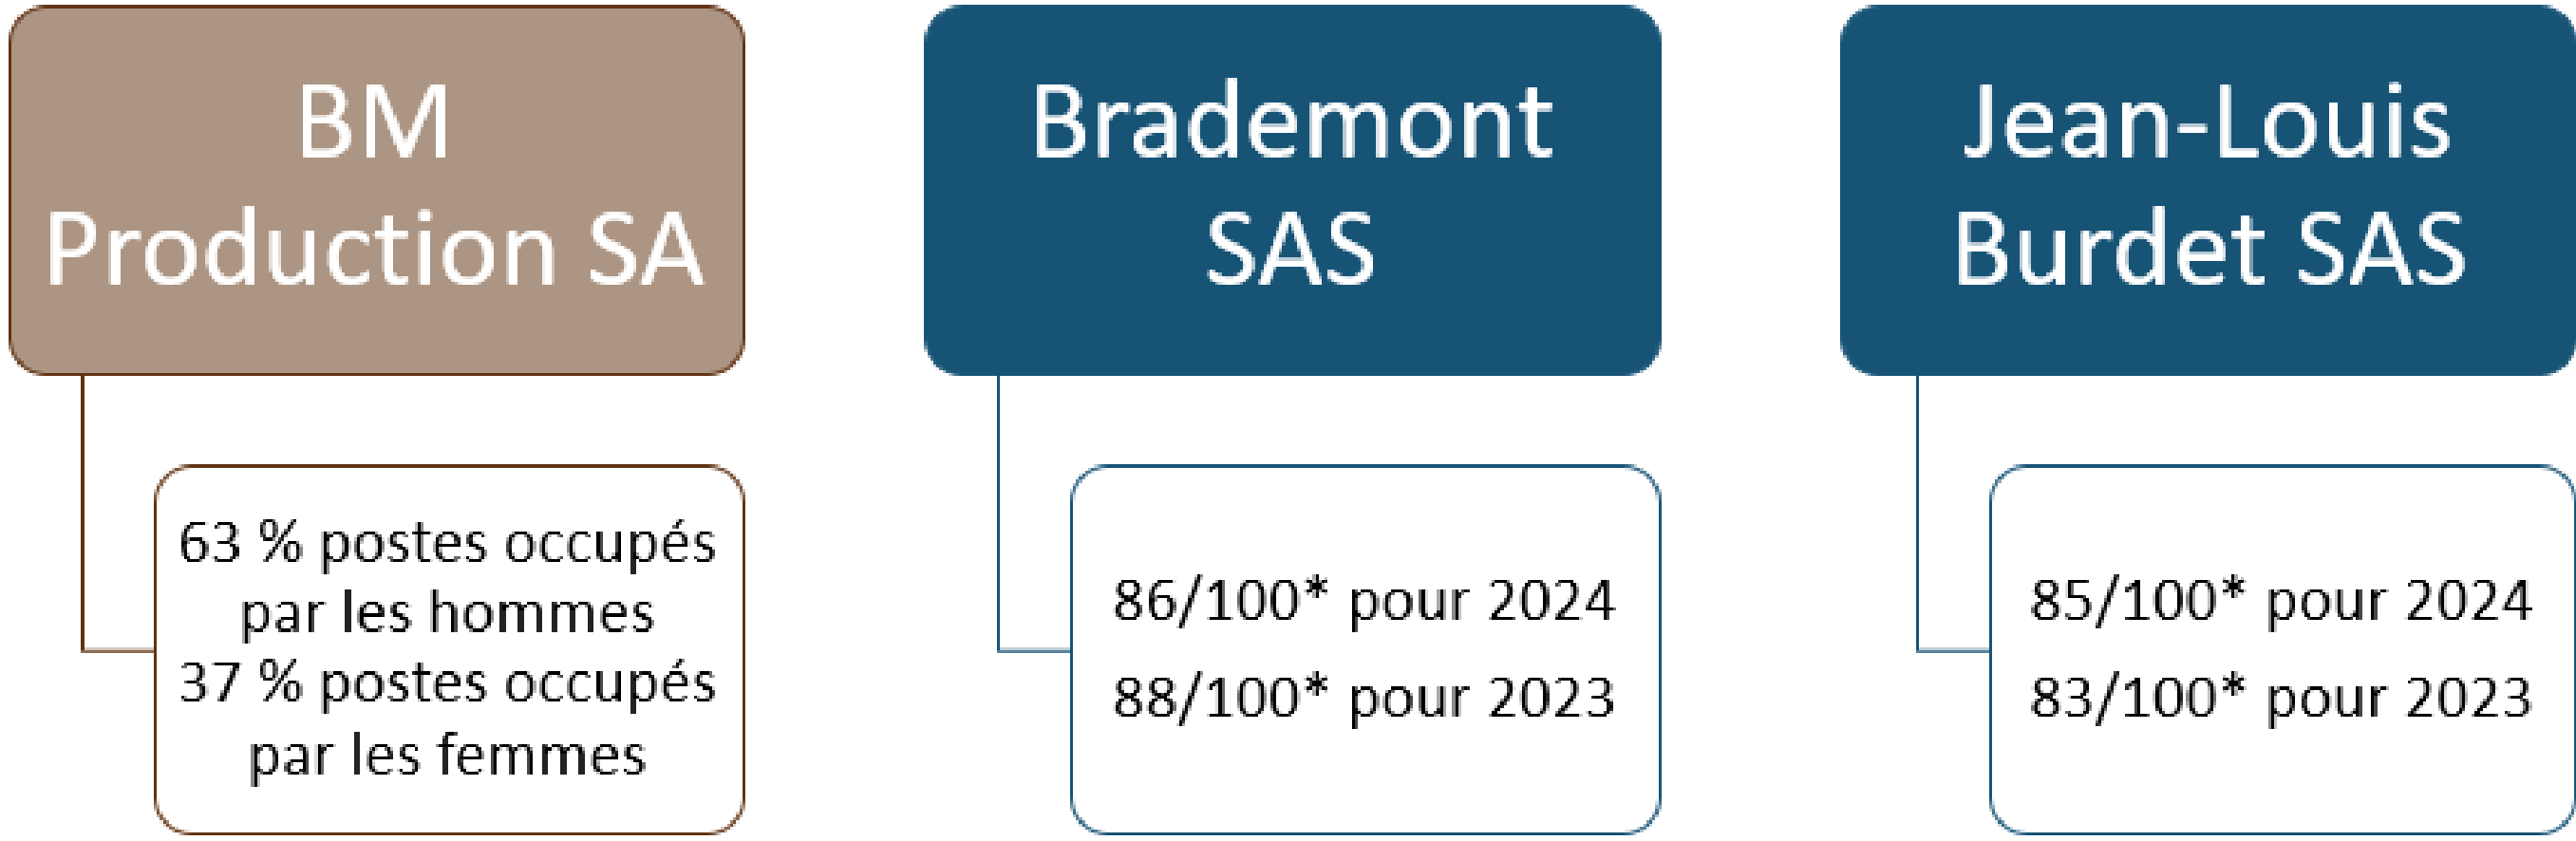 BM
Production SA
63 % postes occupés
par les hommes
37 % postes occupés
par les femmes
Brademont
SAS
86/100* pour 2024
88/100* pour 2023
Jean-Louis
Burdet SAS
85/100* pour 2024
83/100* pour 2023